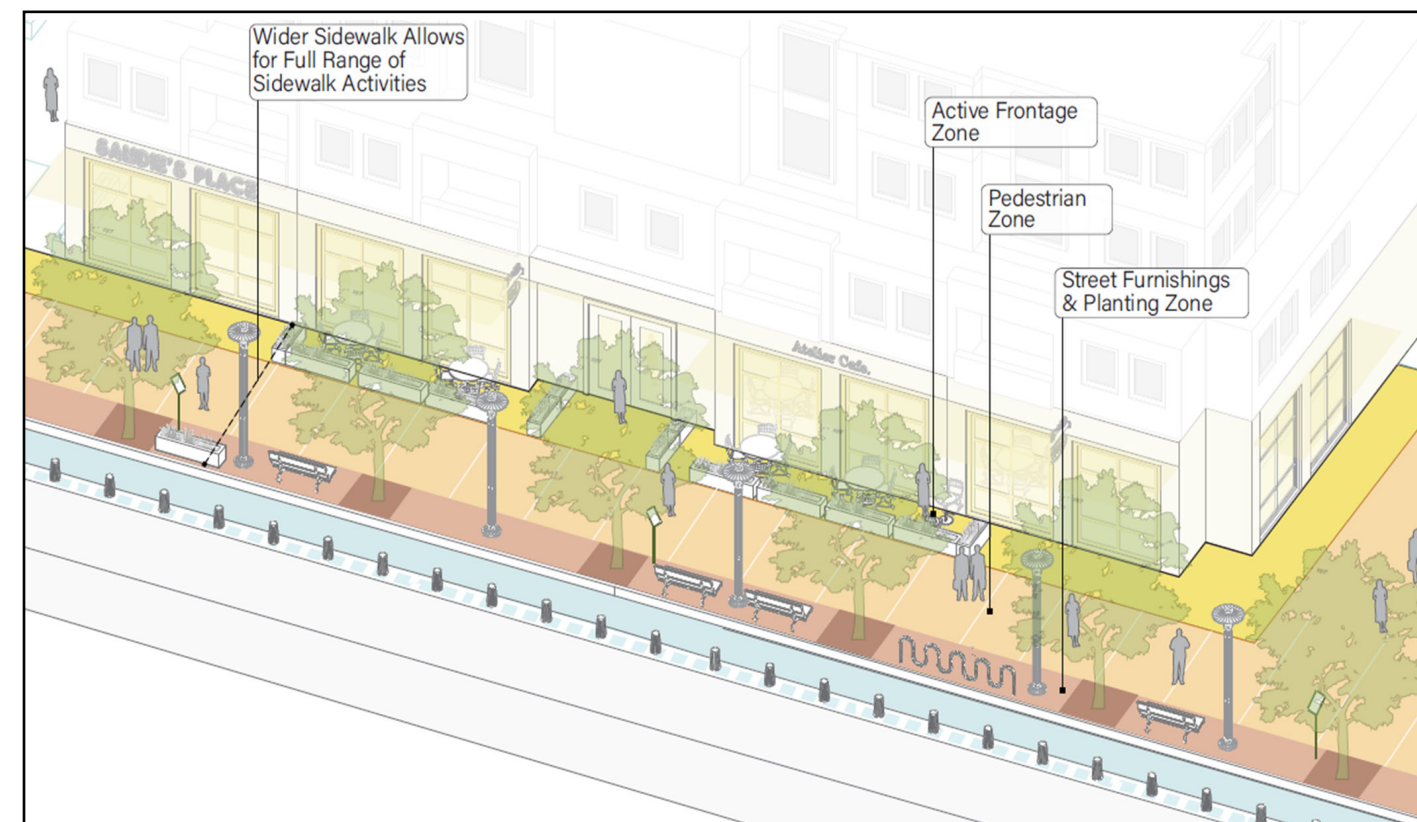 Wider Sidewalk Allows
for Full Range of
Sidewalk Activities
Active Frontage
Zone
Pedestrian
Zone
Street Furnishings
& Planting Zone
SANDIE'S PLACE
Atelier Cafe.